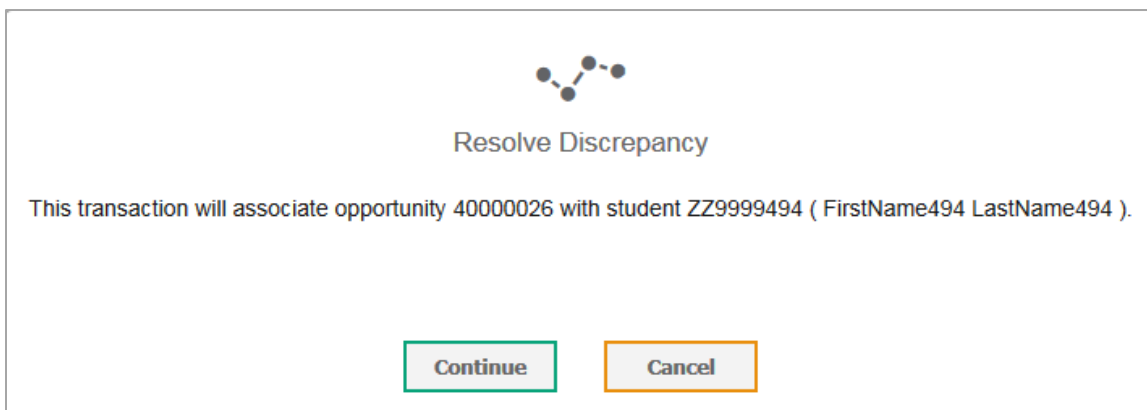 Resolve Discrepancy
This transaction will associate opportunity 40000026 with student ZZ9999494 ( FirstName494 LastName494 ).
Continue
Cancel